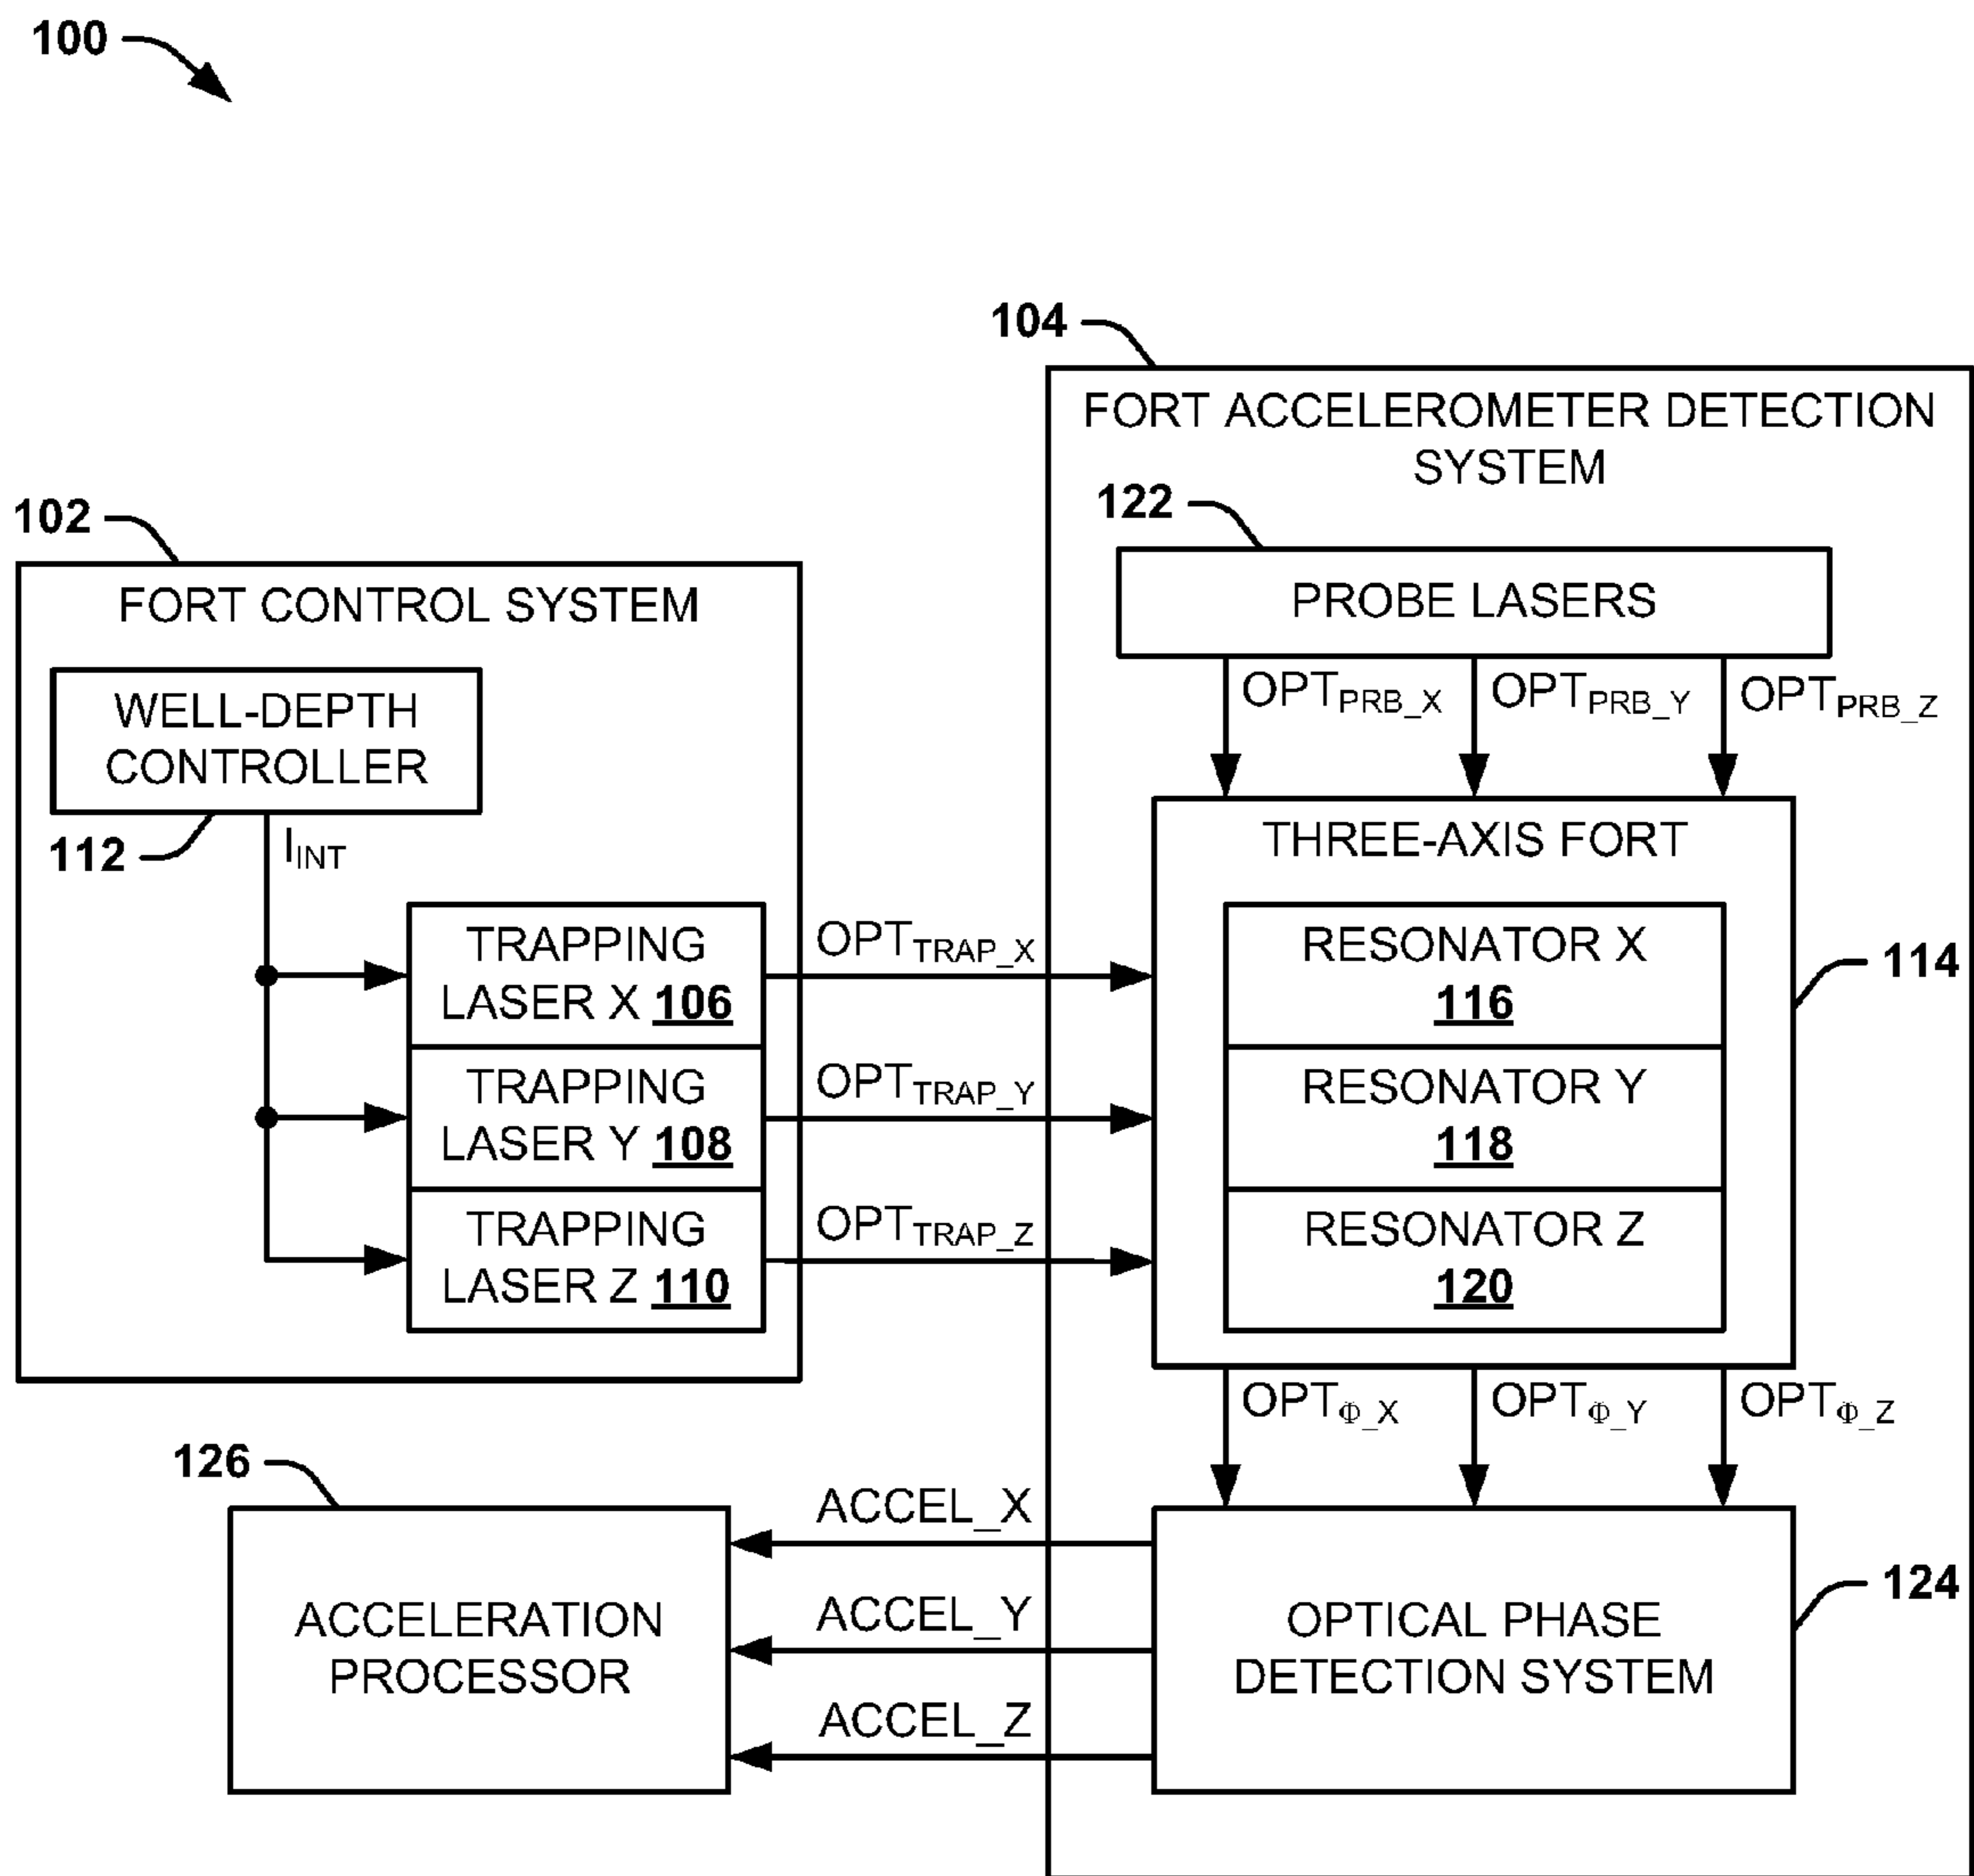 100
104
FORT ACCELEROMETER DETECTION
SYSTEM
122
PROBE LASERS
OPTPRB_X
OPTPRB_Y
OPTPRB_Z
102
FORT CONTROL SYSTEM
WELL-DEPTH
CONTROLLER
112
IINT
TRAPPING
LASER X 106
TRAPPING
LASER Y 108
TRAPPING
LASER Z 110
OPTTRAP_X
OPTTRAP_Y
OPTTRAP_Z
THREE-AXIS FORT
RESONATOR X
116
RESONATOR Y
118
RESONATOR Z
120
114
OPTΦ_X
OPTΦ_Y
OPTΦ_Z
126
ACCELERATION
PROCESSOR
ACCEL_X
ACCEL_Y
ACCEL_Z
OPTICAL PHASE
DETECTION SYSTEM
124